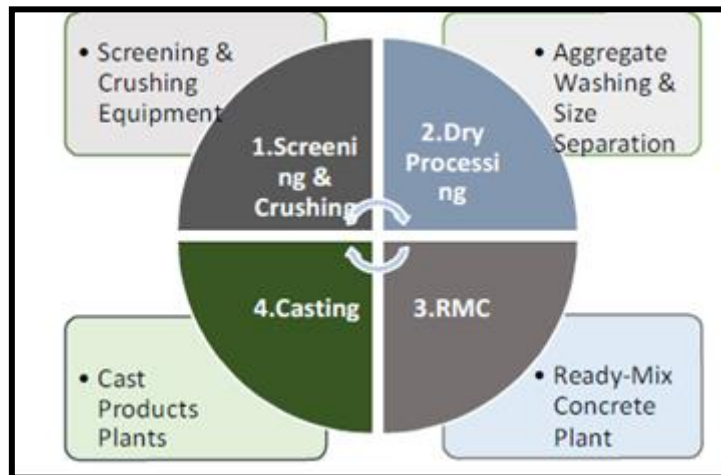 • Screening &
Crushing
Equipment
• Aggregate
Washing &
Size
Separation
1.Screeni
ng &
Crushing
2.Dry
Processi
ng
4.Casting
3.RMC
• Cast
Products
Plants
• Ready-Mix
Concrete
Plant